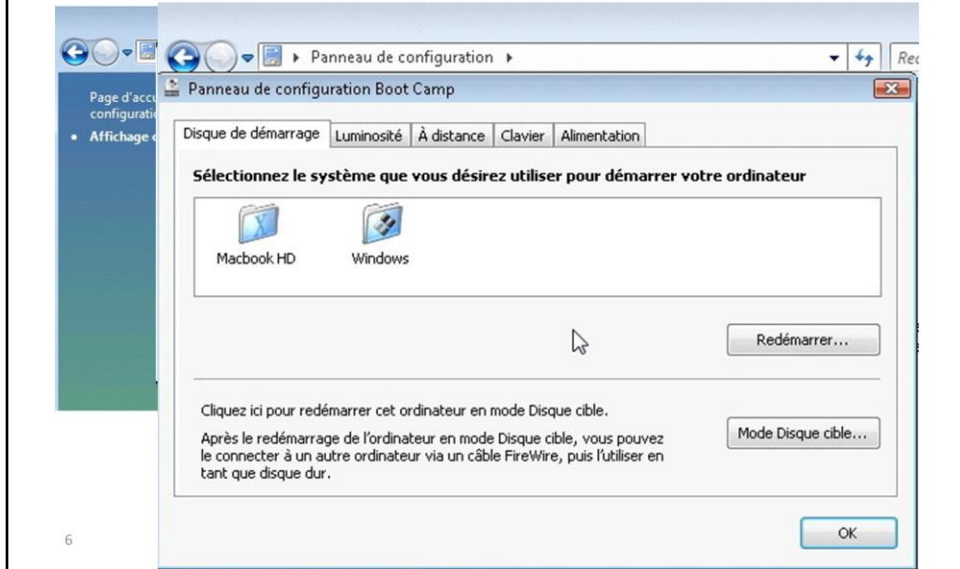 Panneau de configuration
Page d'accu
configuratio
Affichage
Panneau de configuration Boot Camp
Disque de démarrage Luminosité À distance Clavier Alimentation
Sélectionnez le système que vous désirez utiliser pour démarrer votre ordinateur
Macbook HD Windows
Redémarrer...
Cliquez ici pour redémarrer cet ordinateur en mode Disque cible.
Après le redémarrage de l'ordinateur en mode Disque cible, vous pouvez
le connecter à un autre ordinateur via un câble FireWire, puis l'utiliser en
tant que disque dur.
Mode Disque cible...
OK
6